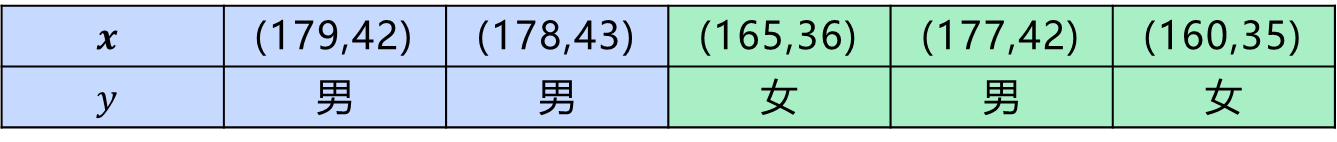 x (179,42) (178,43) (165,36) (177,42) (160,35)
y 男 男 女 男 女